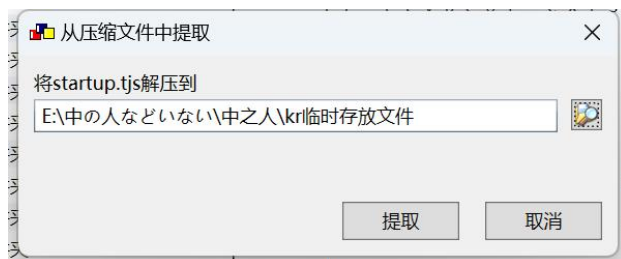 从压缩文件中提取
将startup.tjs解压到
E:\中の人などいない\中之人\kr临时存放文件
提取 取消